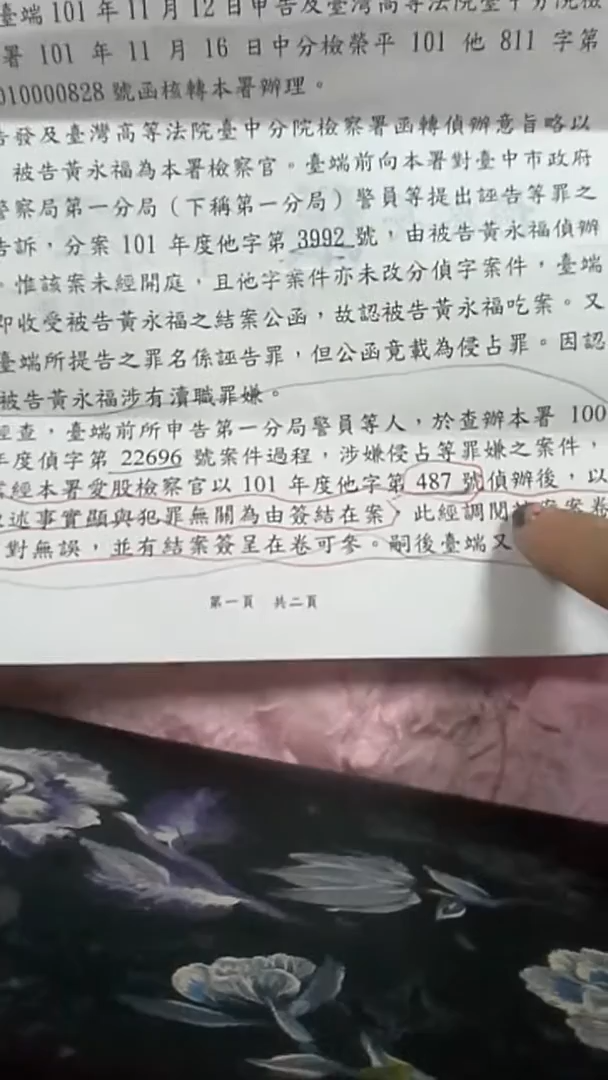 臺端 101 年 11 月 12 日申告及臺灣高等法院臺中分院檢
署 101 年 11 月 16 日中分檢榮平 101 他 811 字第
010000828 號函核轉本署辦理。
告發及臺灣高等法院臺中分院檢察署函轉偵辦意旨略以
被告黃永福為本署檢察官。臺端前向本署對臺中市政府
警察局第一分局（下稱第一分局）警員等提出誣告等罪之
告訴，分案 101 年度他字第 3992 號，由被告黃永福偵辦
。惟該案未經開庭，且他字案件亦未改分偵字案件，臺端
即收受被告黃永福之結案公函，故認被告黃永福吃案。又
臺端所提告之罪名係誣告罪，但公函竟載為侵占罪。因認
被告黃永福涉有瀆職罪嫌。
經查，臺端前所申告第一分局警員等人，於查辦本署 100
年度偵字第 22696 號案件過程，涉嫌侵占等罪嫌之案件，
經本署愛股檢察官以 101 年度他字第 487 號偵辦後，以
述事實顯與犯罪無關為由簽結在案，此經調閱案卷
對無誤，並有結案簽呈在卷可參。嗣後臺端又
第一頁 共二頁